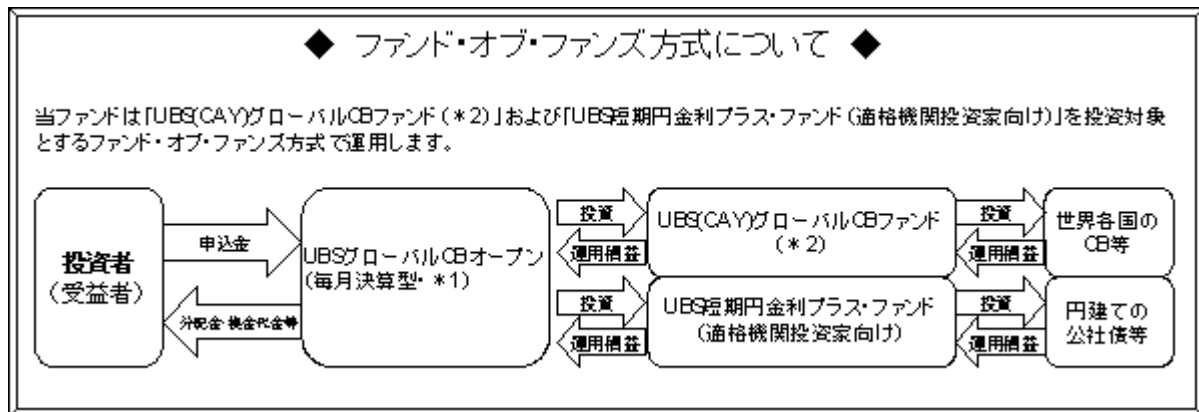 ◆ ファンド・オブ・ファンズ方式について ◆
当ファンドは「UBS(CAY)グローバルCBファンド(*2)」および「UBS短期円金利プラス・ファンド(適格機関投資家向け)」を投資対象
とするファンド・オブ・ファンズ方式で運用します。
投資者
(受益者)
申込金
分配金・換金代金等
UBSグローバルCBオープン
(毎月決算型・*1)
投資
運用損益
投資
運用損益
UBS(CAY)グローバルCBファンド
(*2)
UBS短期円金利プラス・ファンド
(適格機関投資家向け)
投資
運用損益
投資
運用損益
世界各国の
CB等
円建ての
公社債等